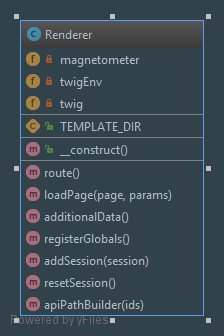 Renderer
magnetometer
twigEnv
twig
TEMPLATE_DIR
__construct()
route()
loadPage(page, params)
additionalData()
registerGlobals()
addSession(session)
resetSession()
apiPathBuilder(ids)
Powered by yFiles